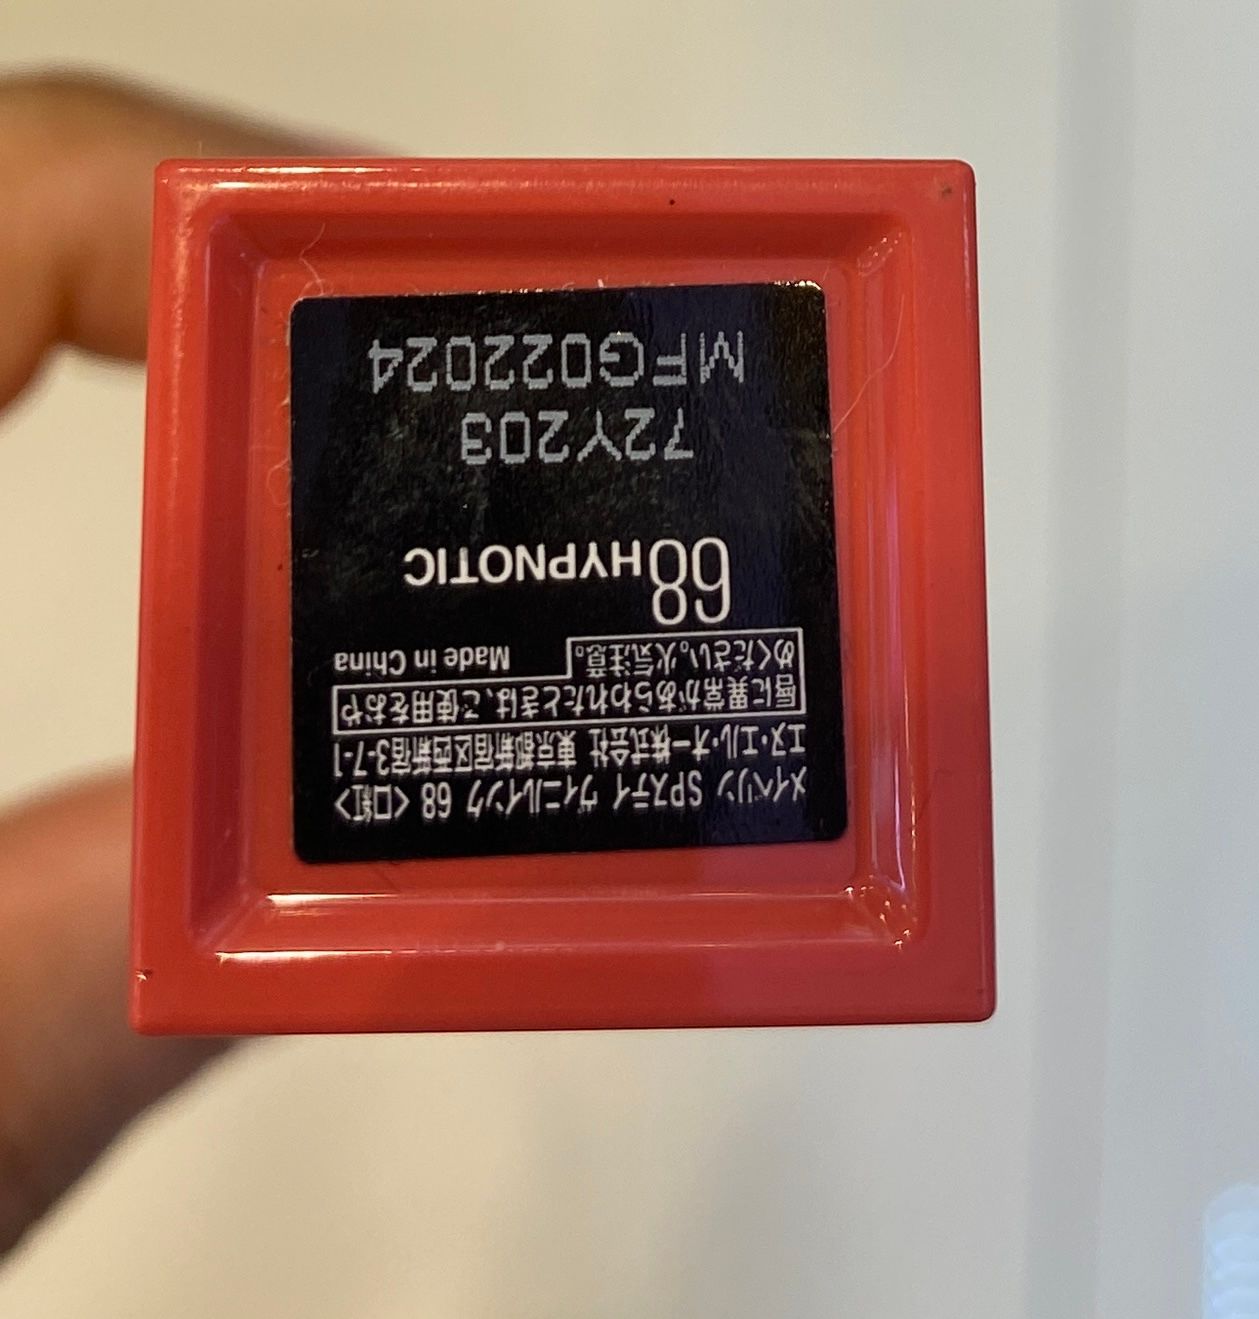 メイベリン SPステイ ヴィニルインク 68 <口紅>
エヌ・エル・オー株式会社 東京都新宿区西新宿3-7-1
唇に異常があらわれたときは、ご使用をおや
めください。火気注意。 Made in China
68 HYPNOTIC
72Y203
MFG022024